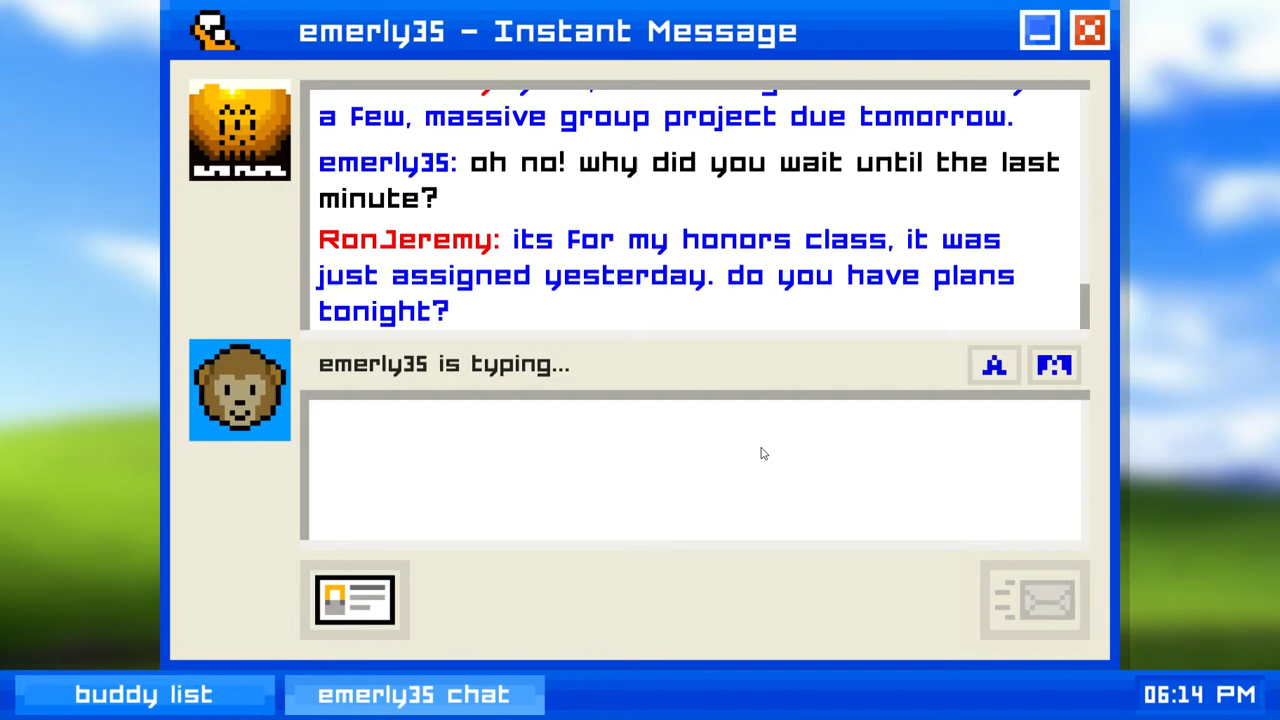 emerly35 - Instant Message
a few, massive group project due tomorrow.
emerly35: oh no! why did you wait until the last
minute?
RonJeremy: its for my honors class, it was
just assigned yesterday. do you have plans
tonight?
emerly35 is typing...
A
buddy list
emerly35 chat
06:14 PM